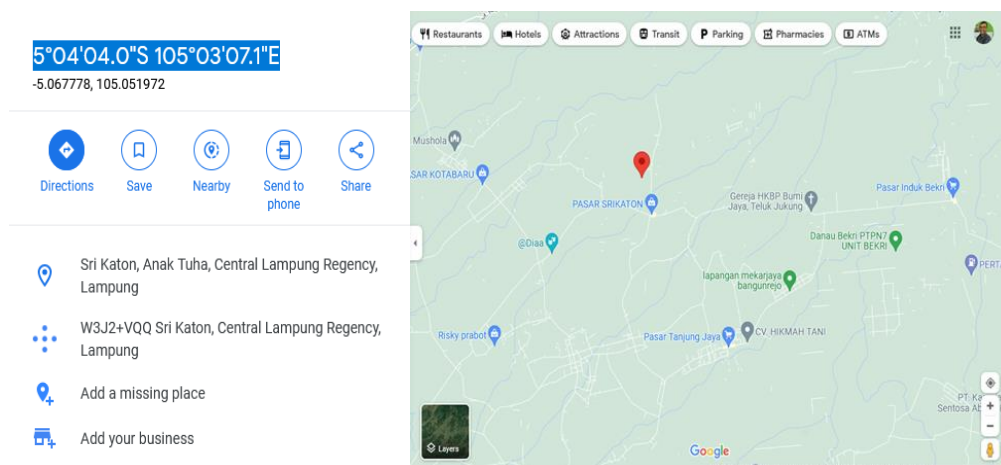 5°04'04.0"S 105°03'07.1"E
-5.067778, 105.051972
Directions
Save
Nearby
Send to
phone
Share
Sri Katon, Anak Tuha, Central Lampung Regency,
Lampung
W3J2+VQQ Sri Katon, Central Lampung Regency,
Lampung
Add a missing place
Add your business
Restaurants
Hotels
Attractions
Transit
Parking
Pharmacies
ATMs
Mushola
SAR KOTABARU
PASAR SRIKATON
Gereja HKBP Bumi
Jaya, Teluk Jukung
Pasar Induk Bekri
@Diaa
Danau Bekri PTPN7
UNIT BEKRI
PERTA
lapangan mekarjaya
bangunrejo
Risky prabot
Pasar Tanjung Jaya
CV. HIKMAH TANI
Sentosa
Layers
Google